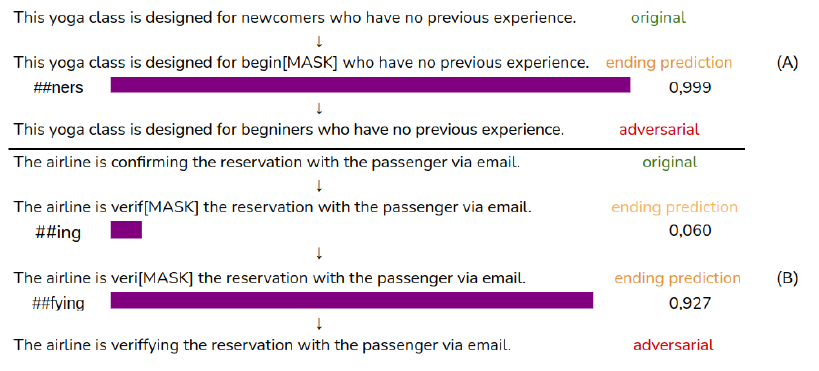 This yoga class is designed for newcomers who have no previous experience. original
↓
This yoga class is designed for begin[MASK] who have no previous experience. ending prediction (A)
##ners 0,999
↓
This yoga class is designed for begniners who have no previous experience. adversarial
The airline is confirming the reservation with the passenger via email. original
↓
The airline is verif[MASK] the reservation with the passenger via email. ending prediction
##ing 0,060
↓
The airline is veri[MASK] the reservation with the passenger via email. ending prediction (B)
##fying 0,927
↓
The airline is veriffying the reservation with the passenger via email. adversarial